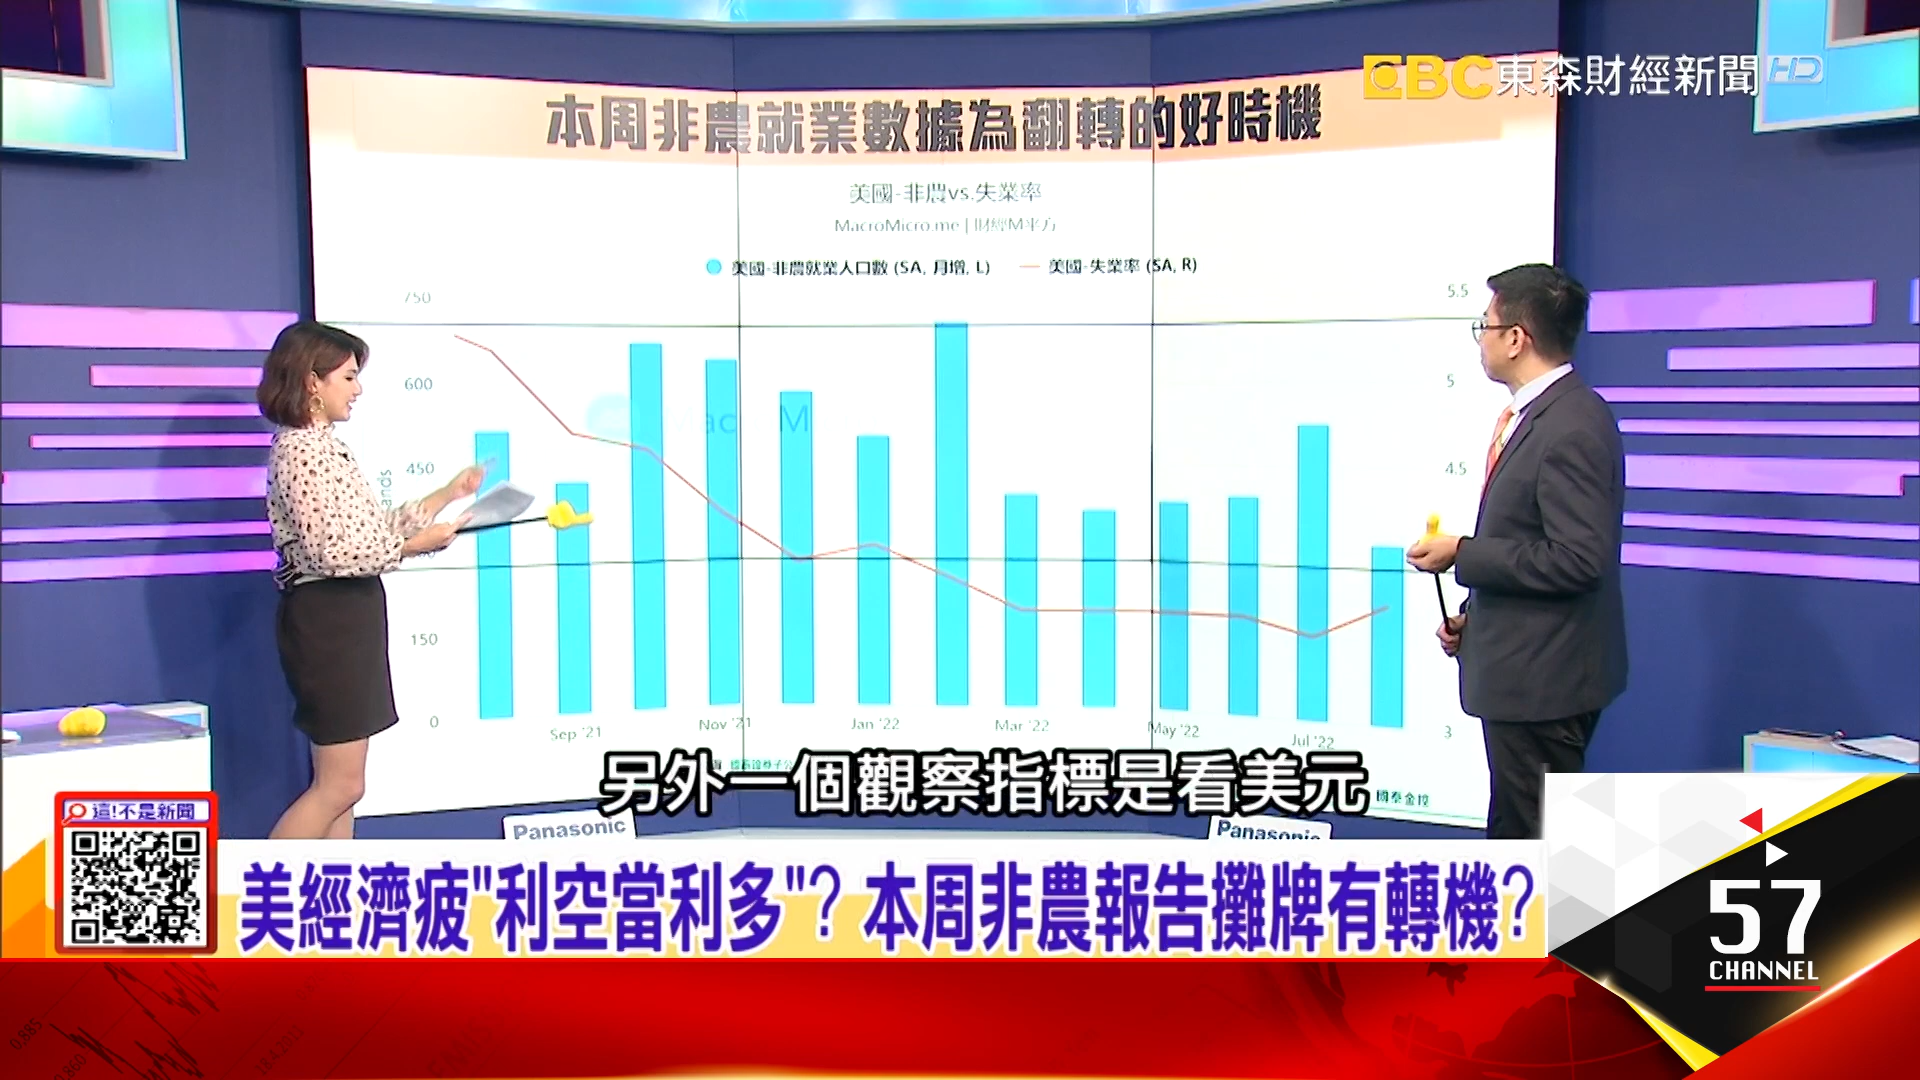 EBC 東森財經新聞 HD
本周非農就業數據為翻轉的好時機
美國-非農vs.失業率
MacroMicro.me | 財經M平方
美國-非農就業人口數 (SA, 月增, L)
美國-失業率 (SA, R)
750
5.5
600
5
450
4.5
150
0
3
Sep '21
Nov '21
Jan '22
Mar '22
May '22
Jul '22
國泰金控
另外一個觀察指標是看美元
Panasonic
Panasonic
這!不是新聞
美經濟疲"利空當利多"? 本周非農報告攤牌有轉機?
57
CHANNEL